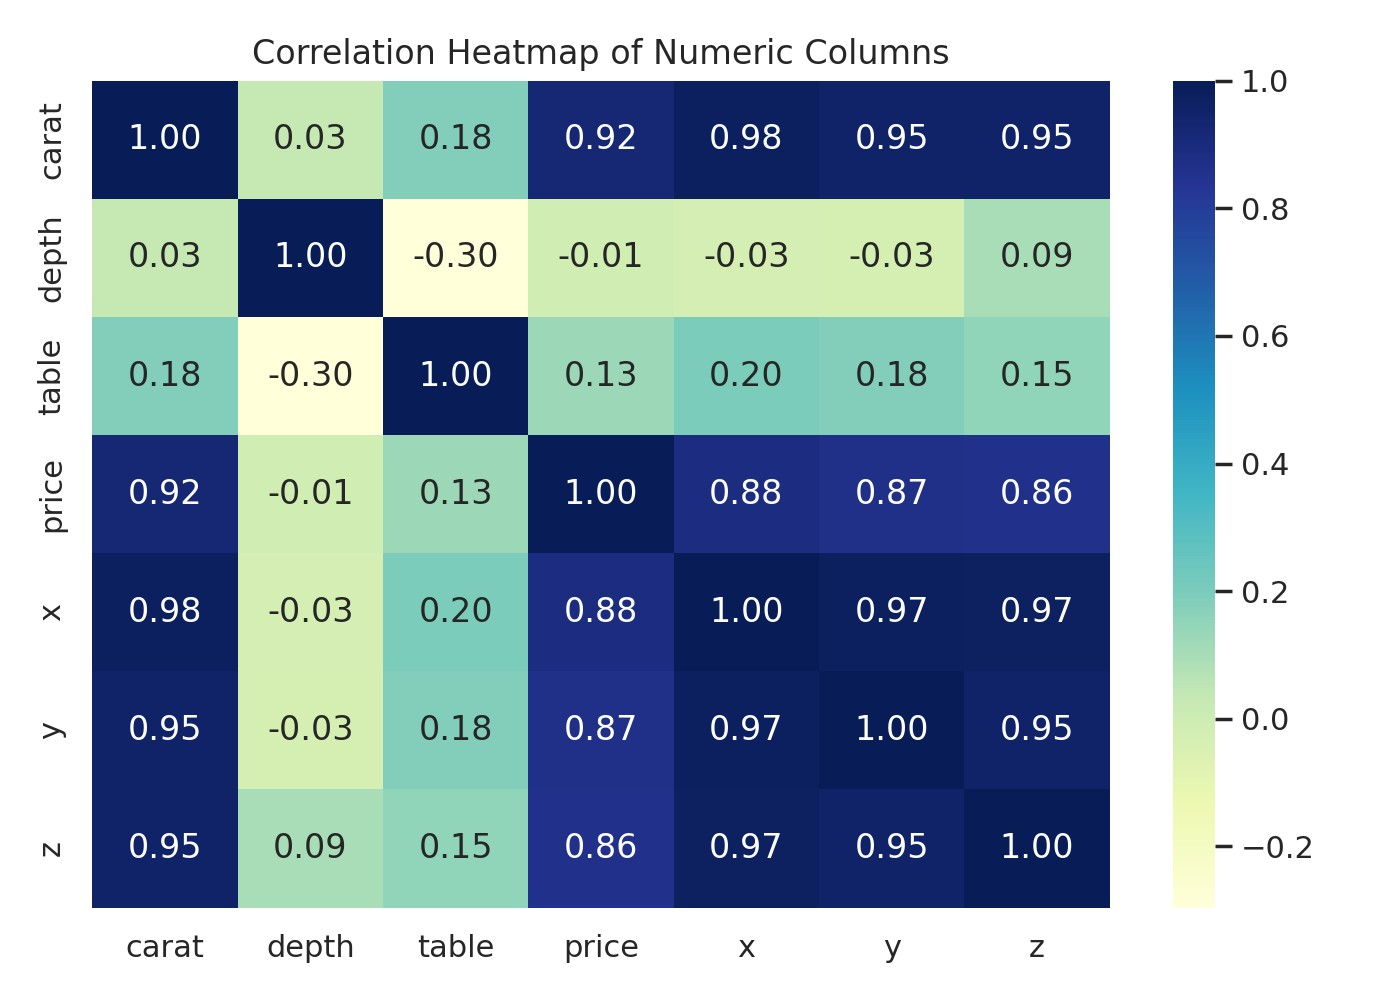 Correlation Heatmap of Numeric Columns
carat 1.00 0.03 0.18 0.92 0.98 0.95 0.95
depth 0.03 1.00 -0.30 -0.01 -0.03 -0.03 0.09
table 0.18 -0.30 1.00 0.13 0.20 0.18 0.15
price 0.92 -0.01 0.13 1.00 0.88 0.87 0.86
x 0.98 -0.03 0.20 0.88 1.00 0.97 0.97
y 0.95 -0.03 0.18 0.87 0.97 1.00 0.95
z 0.95 0.09 0.15 0.86 0.97 0.95 1.00
carat depth table price x y z
1.0
0.8
0.6
0.4
0.2
0.0
−0.2